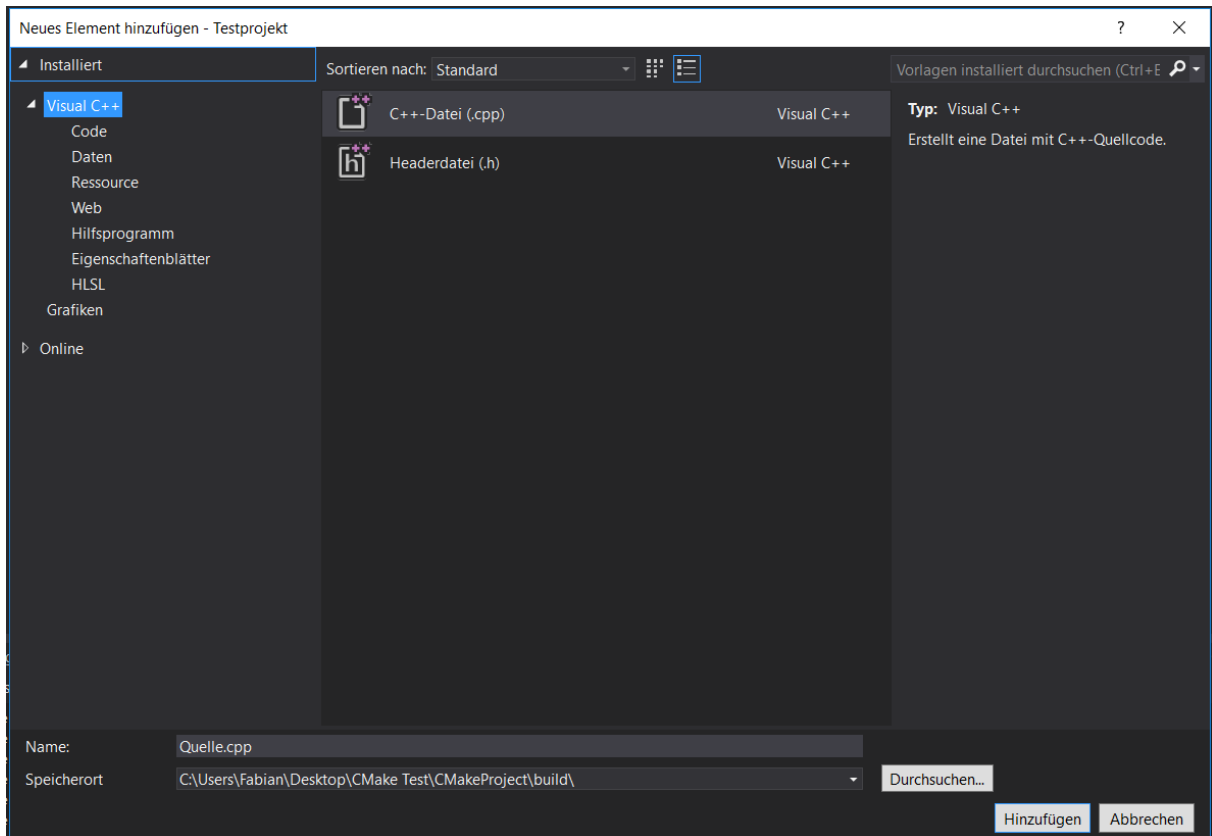 Neues Element hinzufügen - Testprojekt
?
Installiert
Sortieren nach: Standard
Vorlagen installiert durchsuchen (Ctrl+E
Visual C++
Code
Daten
Ressource
Web
Hilfsprogramm
Eigenschaftenblätter
HLSL
Grafiken
Online
C++-Datei (.cpp) Visual C++
Headerdatei (.h) Visual C++
Typ: Visual C++
Erstellt eine Datei mit C++-Quellcode.
Name: Quelle.cpp
Speicherort C:\Users\Fabian\Desktop\CMake Test\CMakeProject\build\
Durchsuchen...
Hinzufügen Abbrechen